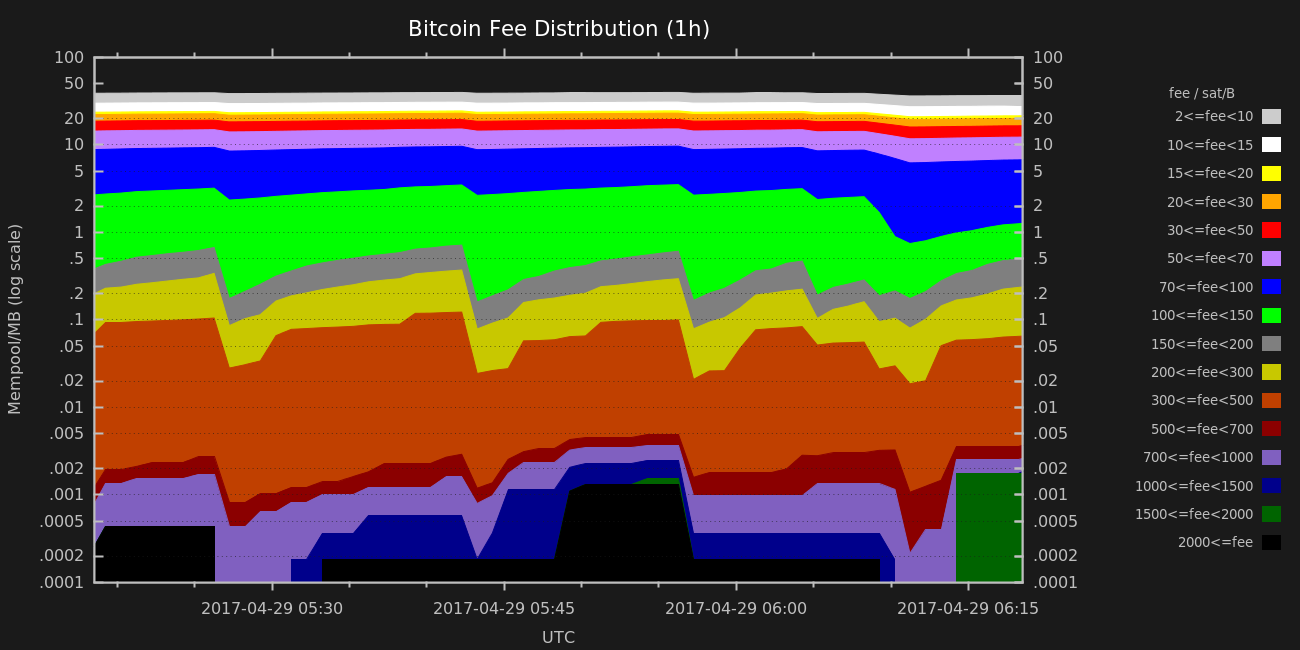 Bitcoin Fee Distribution (1h)
Mempool/MB (log scale)
100
50
20
10
5
2
1
.5
.2
.1
.05
.02
.01
.005
.002
.001
.0005
.0002
.0001
100
50
20
10
5
2
1
.5
.2
.1
.05
.02
.01
.005
.002
.001
.0005
.0002
.0001
2017-04-29 05:30 2017-04-29 05:45 2017-04-29 06:00 2017-04-29 06:15
UTC
fee / sat/B
2<=fee<10
10<=fee<15
15<=fee<20
20<=fee<30
30<=fee<50
50<=fee<70
70<=fee<100
100<=fee<150
150<=fee<200
200<=fee<300
300<=fee<500
500<=fee<700
700<=fee<1000
1000<=fee<1500
1500<=fee<2000
2000<=fee